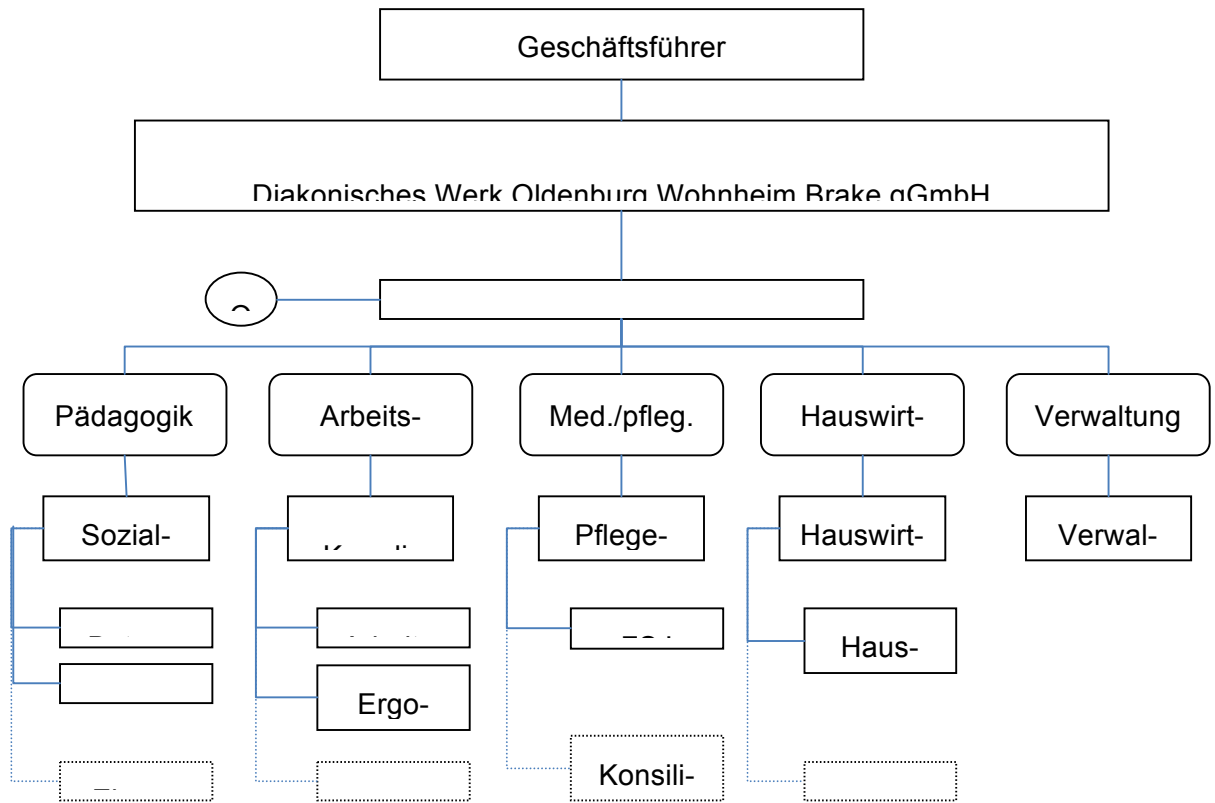 Geschäftsführer
Diakonisches Werk Oldenburg Wohnheim Brake gGmbH
Pädagogik
Arbeits-
Med./pfleg.
Hauswirt-
Verwaltung
Sozial-
Pflege-
Hauswirt-
Verwal-
Haus-
Ergo-
Konsili-